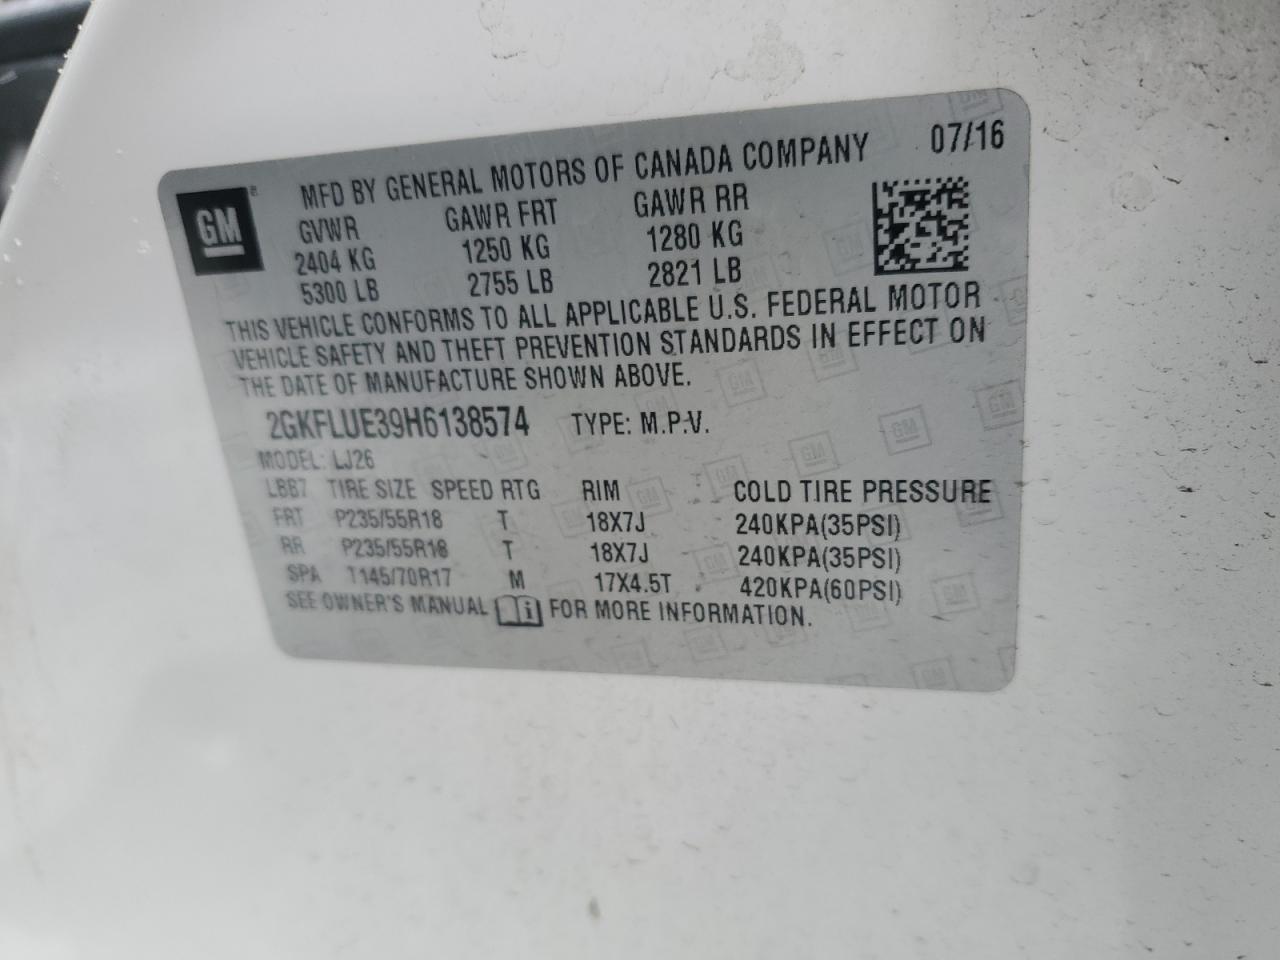 MFD BY GENERAL MOTORS OF CANADA COMPANY 07/16
GM
GVWR GAWR FRT GAWR RR
2404 KG 1250 KG 1280 KG
5300 LB 2755 LB 2821 LB
THIS VEHICLE CONFORMS TO ALL APPLICABLE U.S. FEDERAL MOTOR
VEHICLE SAFETY AND THEFT PREVENTION STANDARDS IN EFFECT ON
THE DATE OF MANUFACTURE SHOWN ABOVE.
2GKFLUE39H6138574 TYPE: M.P.V.
MODEL: LJ26
LBB7 TIRE SIZE SPEED RTG RIM COLD TIRE PRESSURE
FRT P235/55R18 T 18X7J 240KPA(35PSI)
RR P235/55R18 T 18X7J 240KPA(35PSI)
SPA T145/70R17 M 17X4.5T 420KPA(60PSI)
SEE OWNER'S MANUAL FOR MORE INFORMATION.